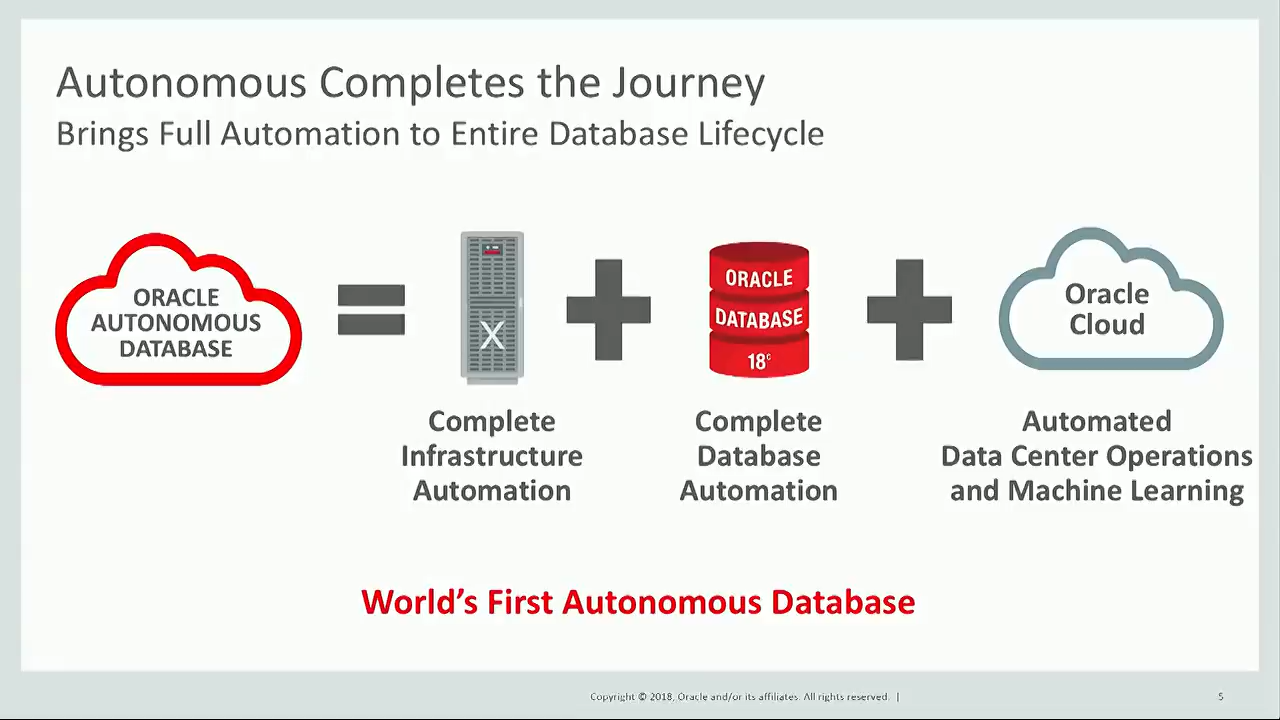 Autonomous Completes the Journey
Brings Full Automation to Entire Database Lifecycle
ORACLE
AUTONOMOUS
DATABASE
X
ORACLE
DATABASE
18c
Oracle
Cloud
Complete
Infrastructure
Automation
Complete
Database
Automation
Automated
Data Center Operations
and Machine Learning
World’s First Autonomous Database
Copyright © 2018, Oracle and/or its affiliates. All rights reserved. |
5